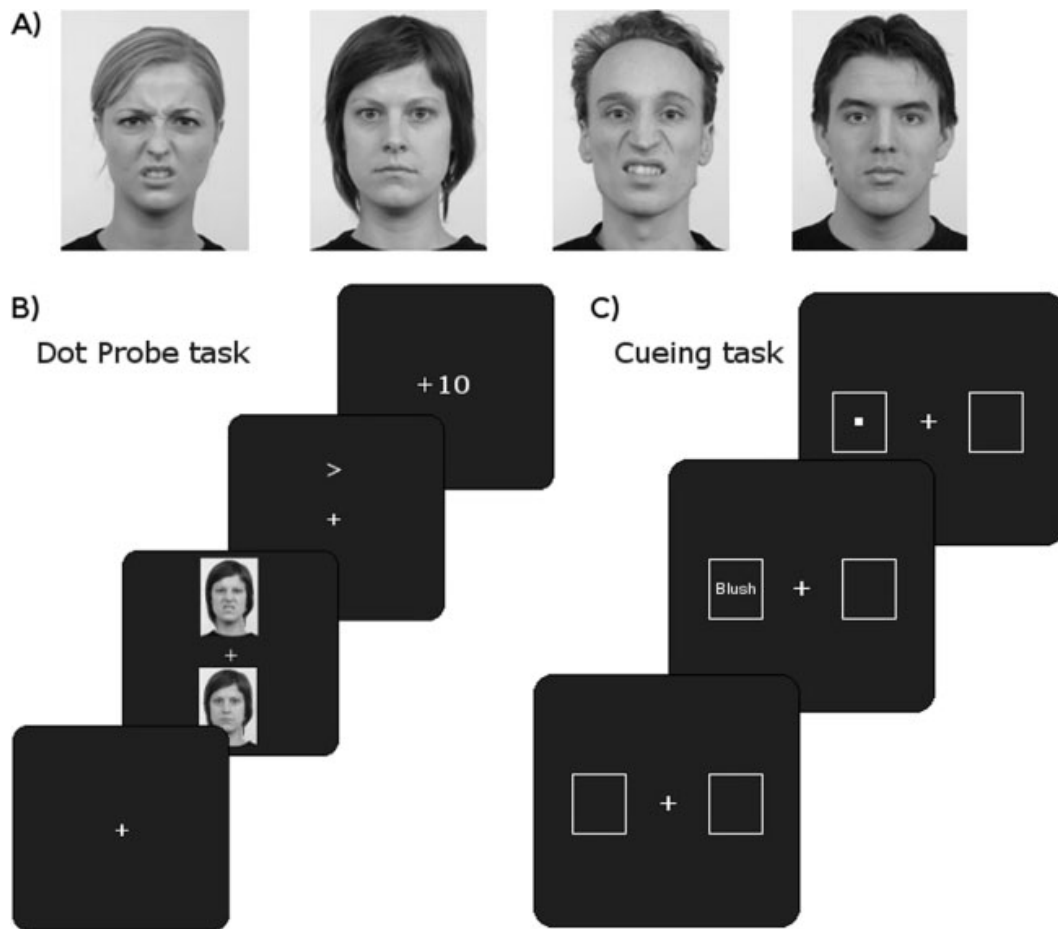 A)
B)
Dot Probe task
+10
>
+
+
+
C)
Cueing task
+
Blush +
+